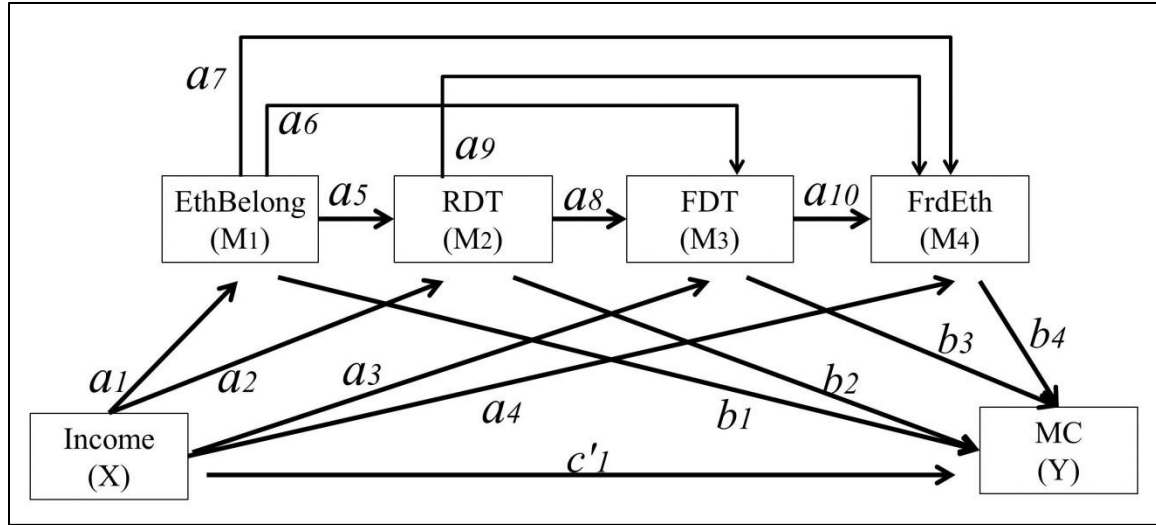 a7
a6
a9
EthBelong
(M1)
a5
RDT
(M2)
a8
FDT
(M3)
a10
FrdEth
(M4)
a1
a2
a3
a4
b1
b2
b3
b4
Income
(X)
c'1
MC
(Y)